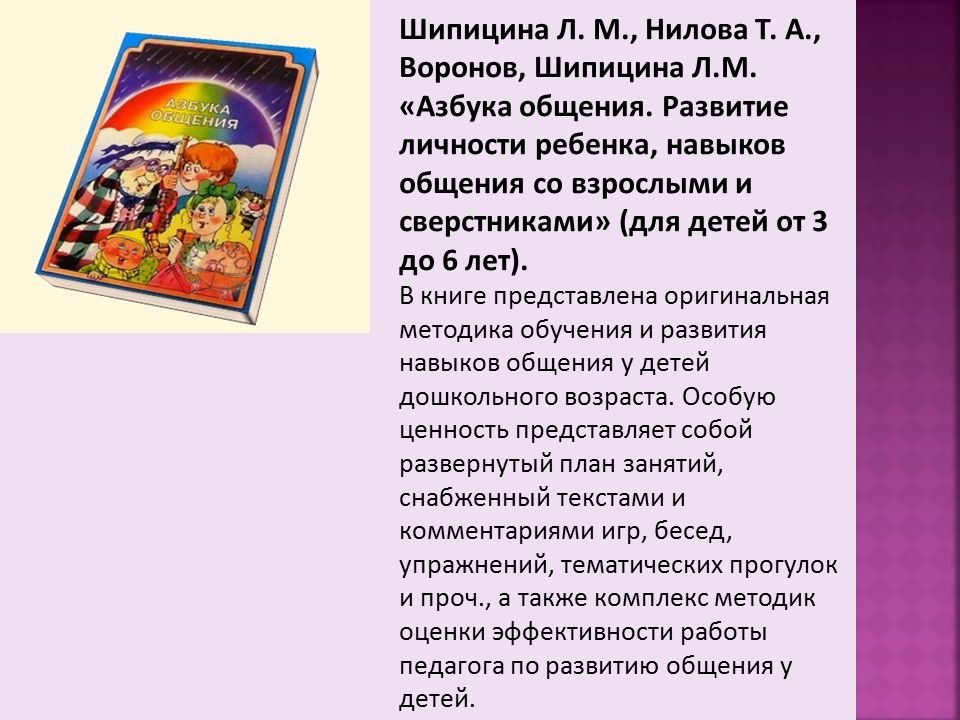 АЗБУКА
ОБЩЕНИЯ
Шипицина Л. М., Нилова Т. А.,
Воронов, Шипицина Л.М.
«Азбука общения. Развитие
личности ребенка, навыков
общения со взрослыми и
сверстниками» (для детей от 3
до 6 лет).
В книге представлена оригинальная
методика обучения и развития
навыков общения у детей
дошкольного возраста. Особую
ценность представляет собой
развернутый план занятий,
снабженный текстами и
комментариями игр, бесед,
упражнений, тематических прогулок
и проч., а также комплекс методик
оценки эффективности работы
педагога по развитию общения у
детей.